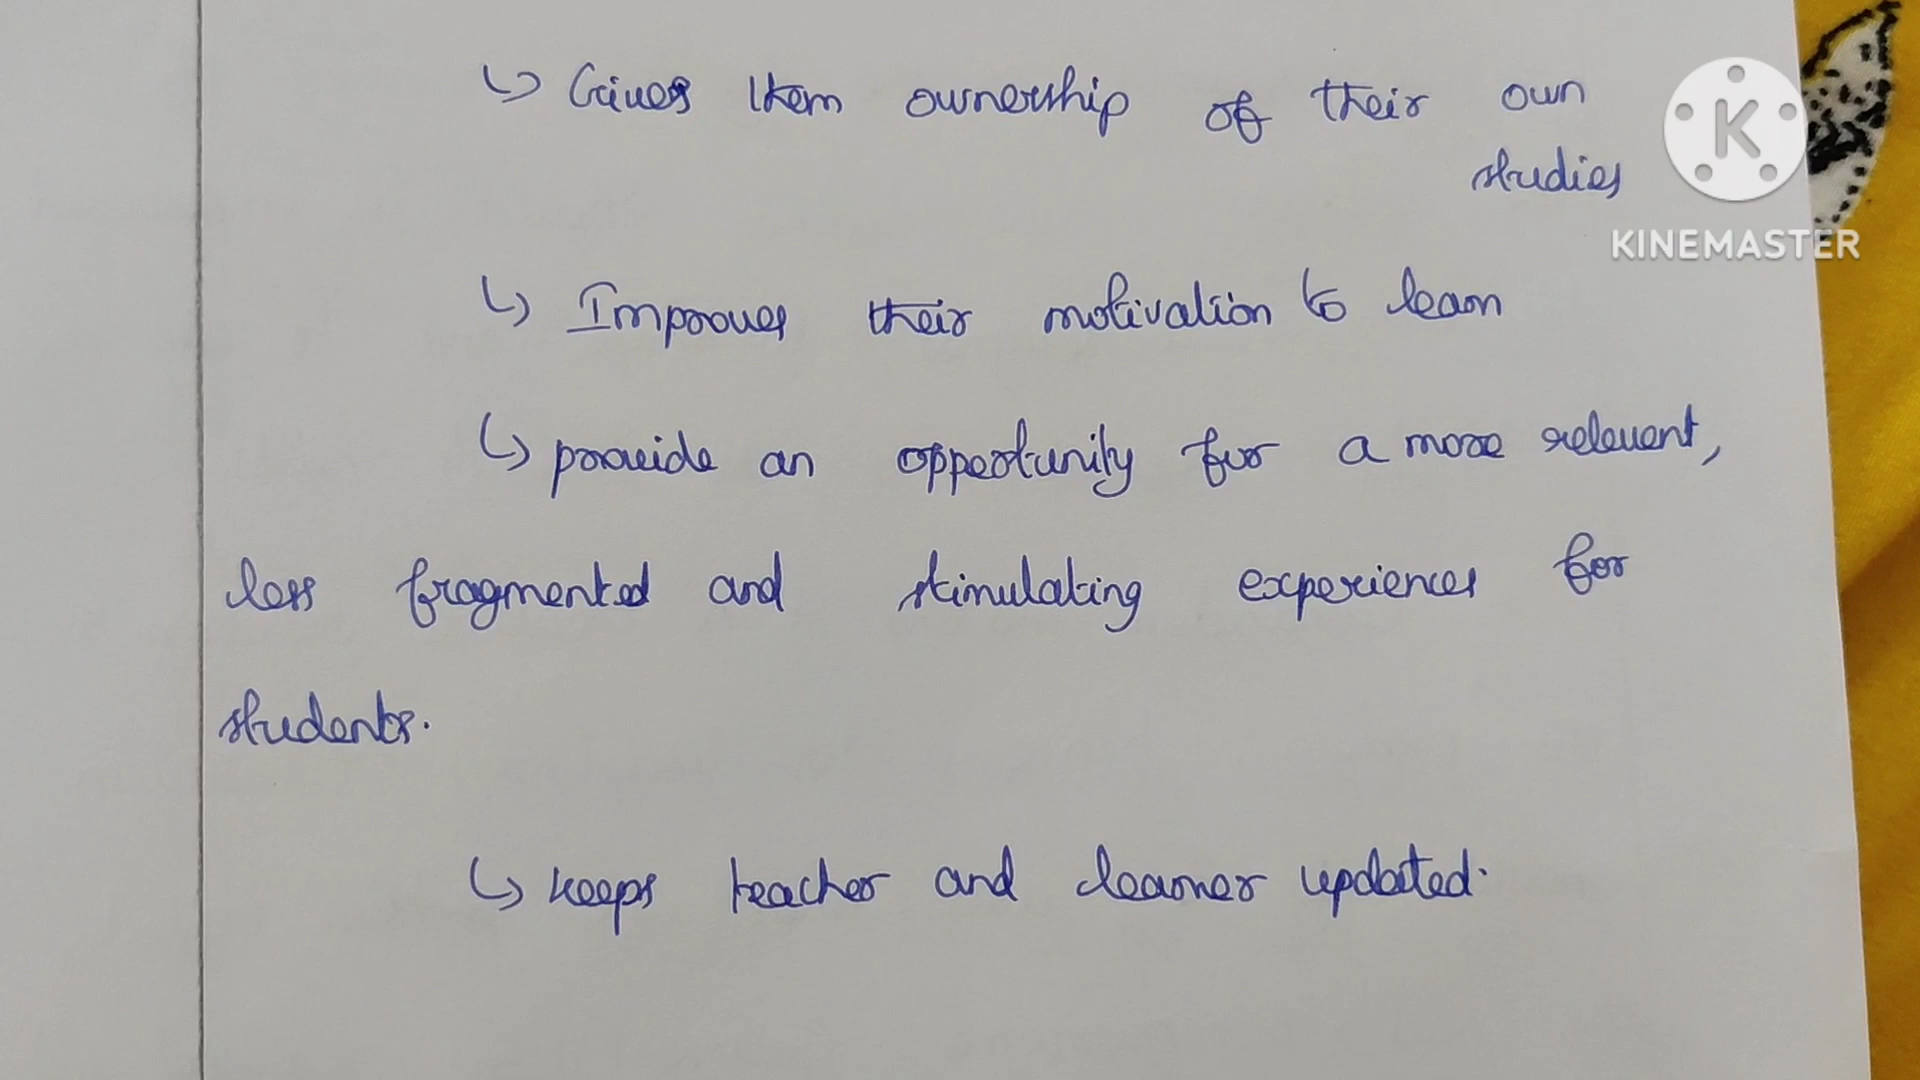 ↳ Gives them ownership of their own
studies
KINEMASTER
↳ Improves their motivation to learn
↳ provide an opportunity for a more relevent,
less fragmented and stimulating experiences for
students.
↳ keeps teacher and learner updated.